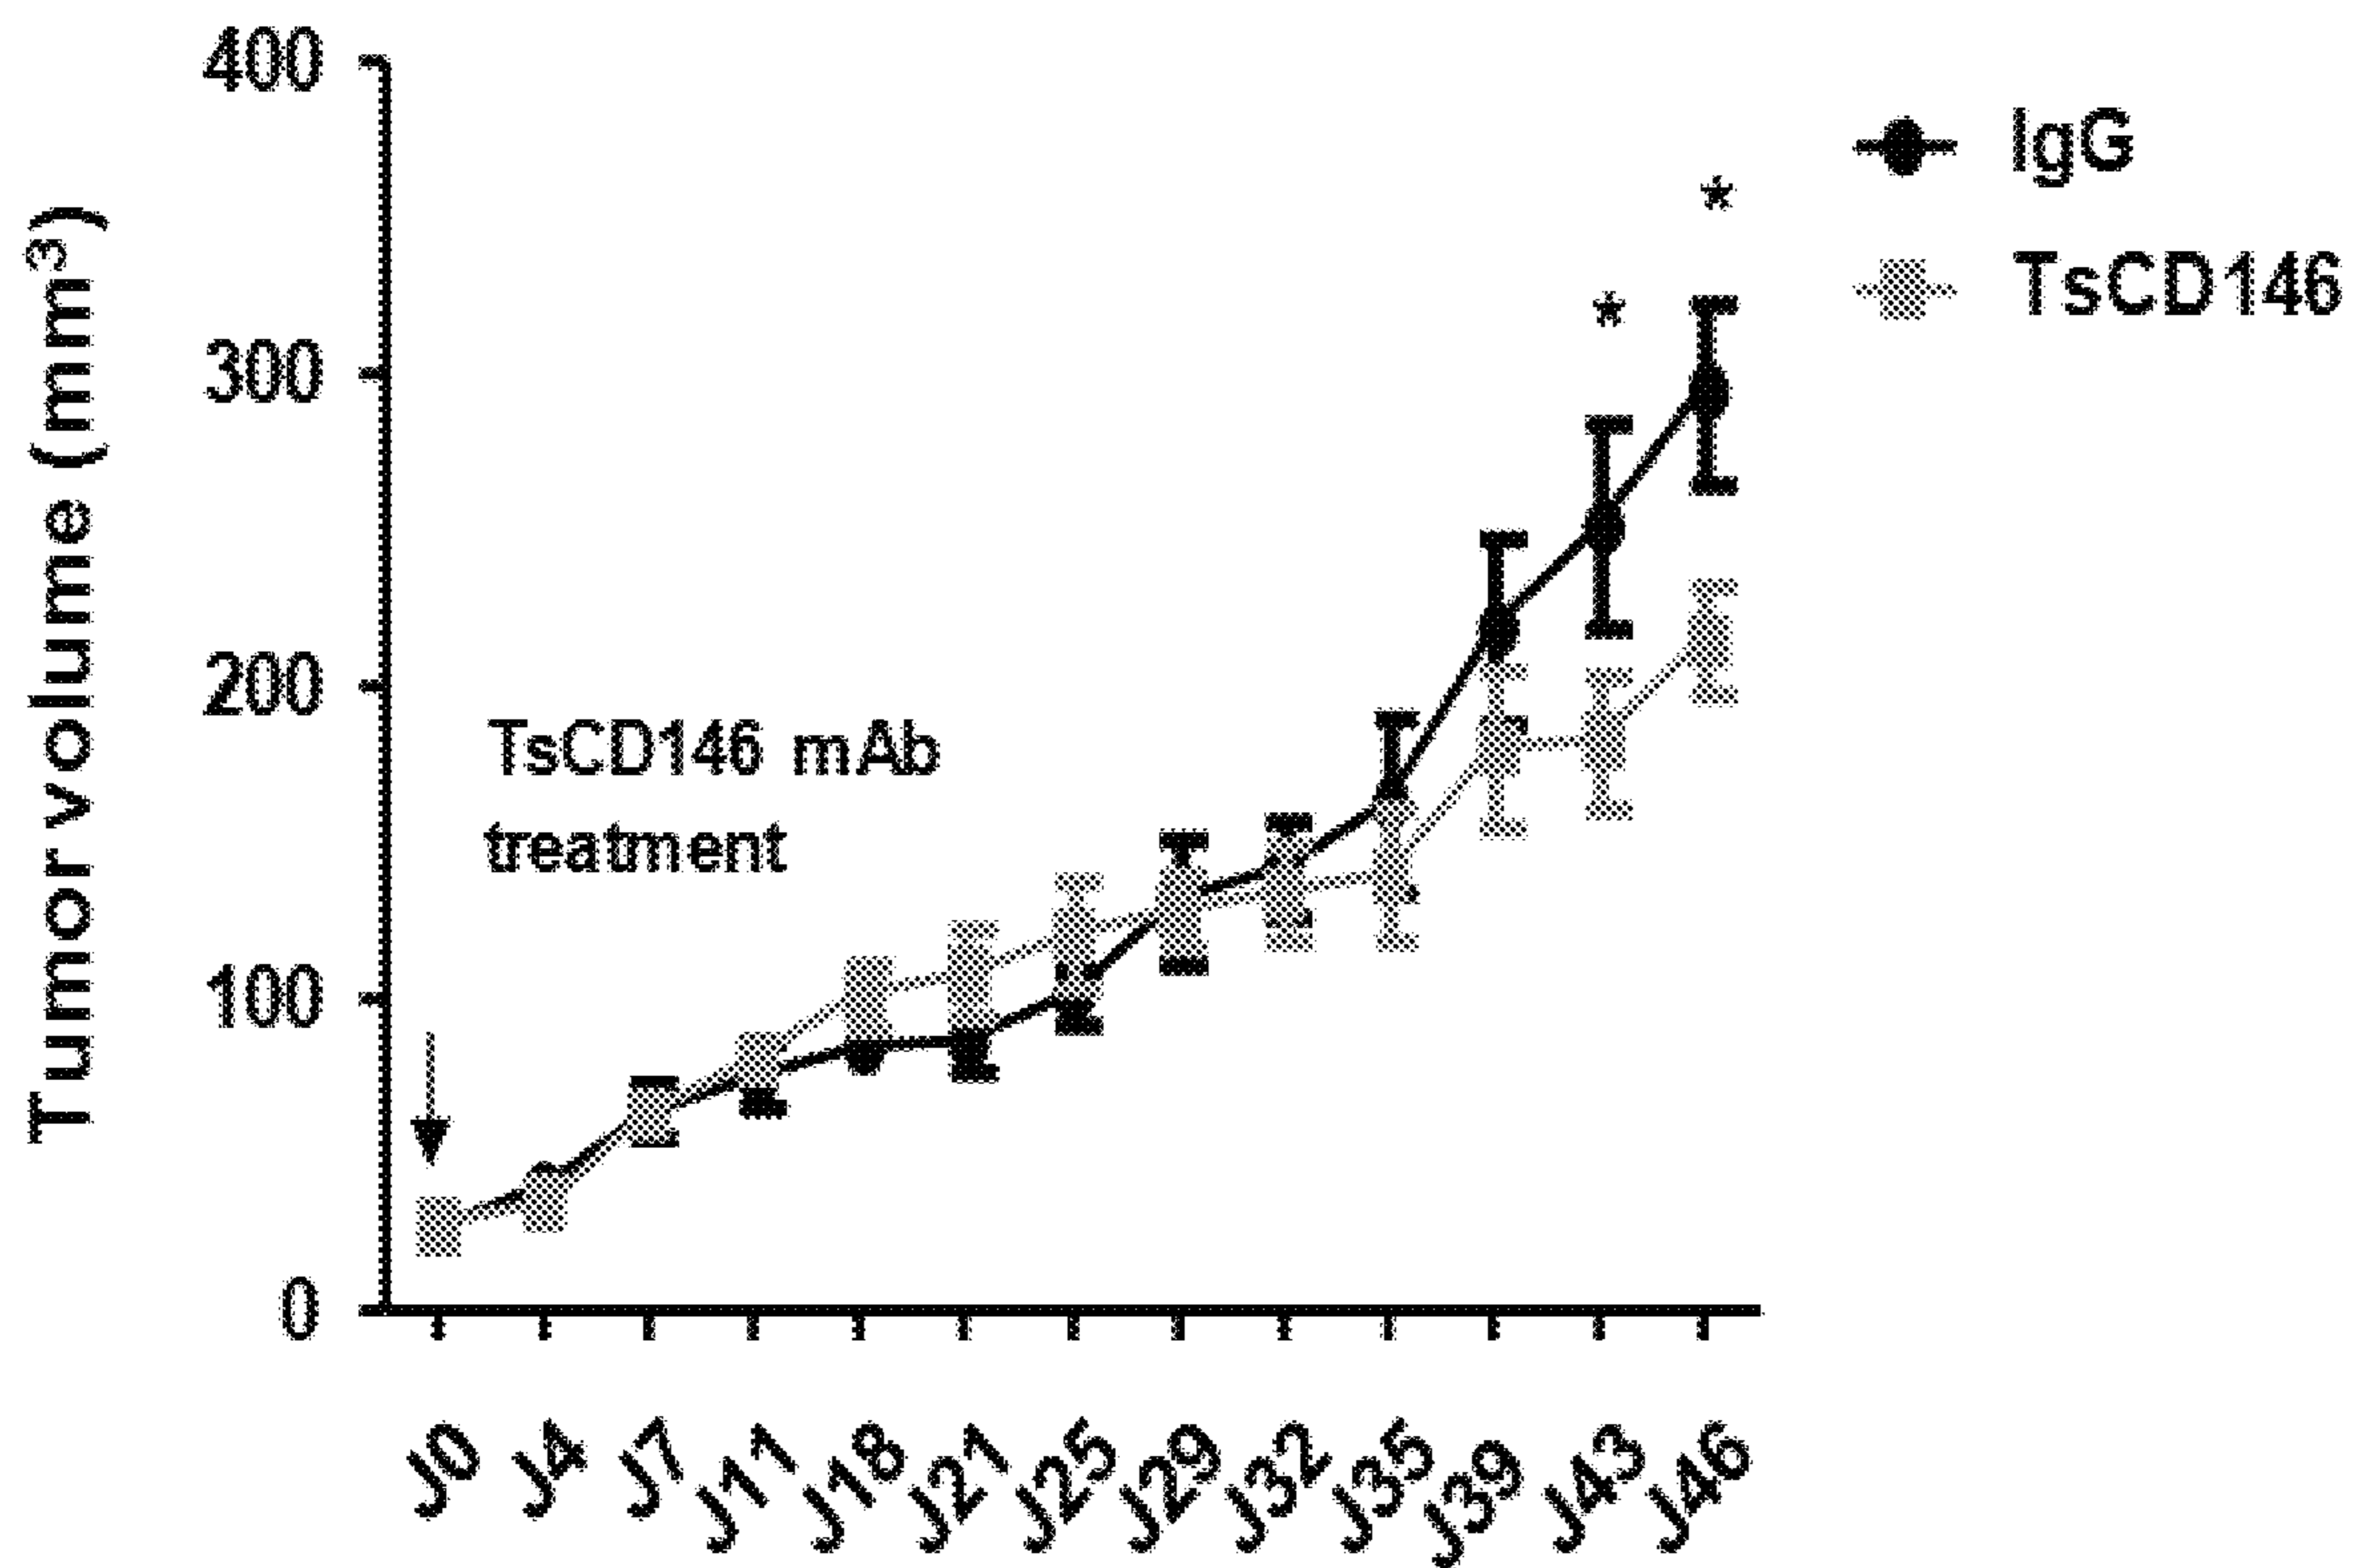 Tumor volume (mm³)
400
300
200
100
0
TsCD146 mAb
treatment
*
*
IgG
TsCD146
J0
J4
J7
J11
J18
J21
J25
J29
J32
J35
J39
J43
J46